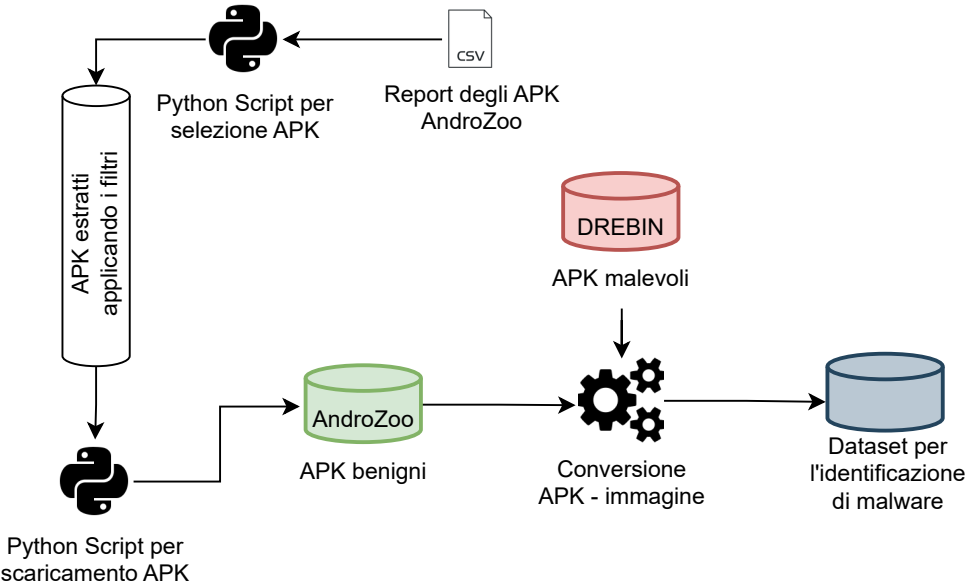 CSV
Report degli APK
AndroZoo
Python Script per
selezione APK
APK estratti
applicando i filtri
Python Script per
scaricamento APK
AndroZoo
APK benigni
DREBIN
APK malevoli
Conversione
APK - immagine
Dataset per
l'identificazione
di malware